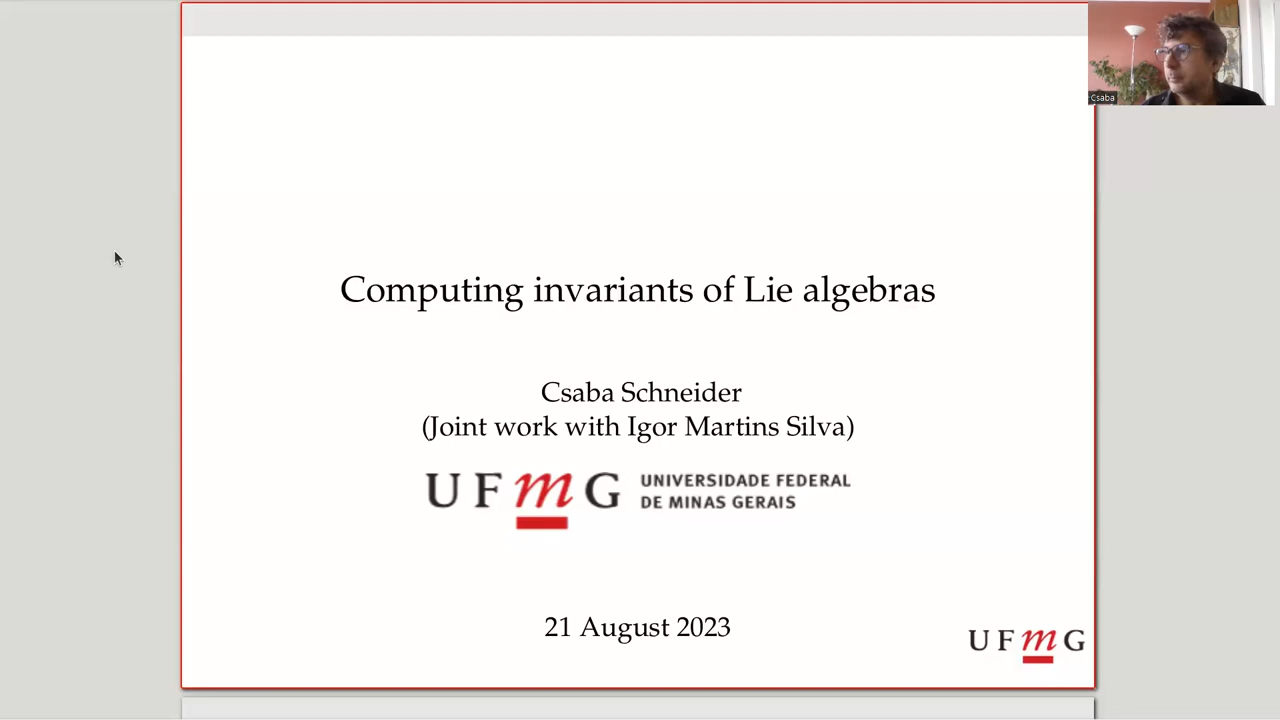 Csaba
Computing invariants of Lie algebras
Csaba Schneider
(Joint work with Igor Martins Silva)
UFmG UNIVERSIDADE FEDERAL
DE MINAS GERAIS
21 August 2023
UFmG